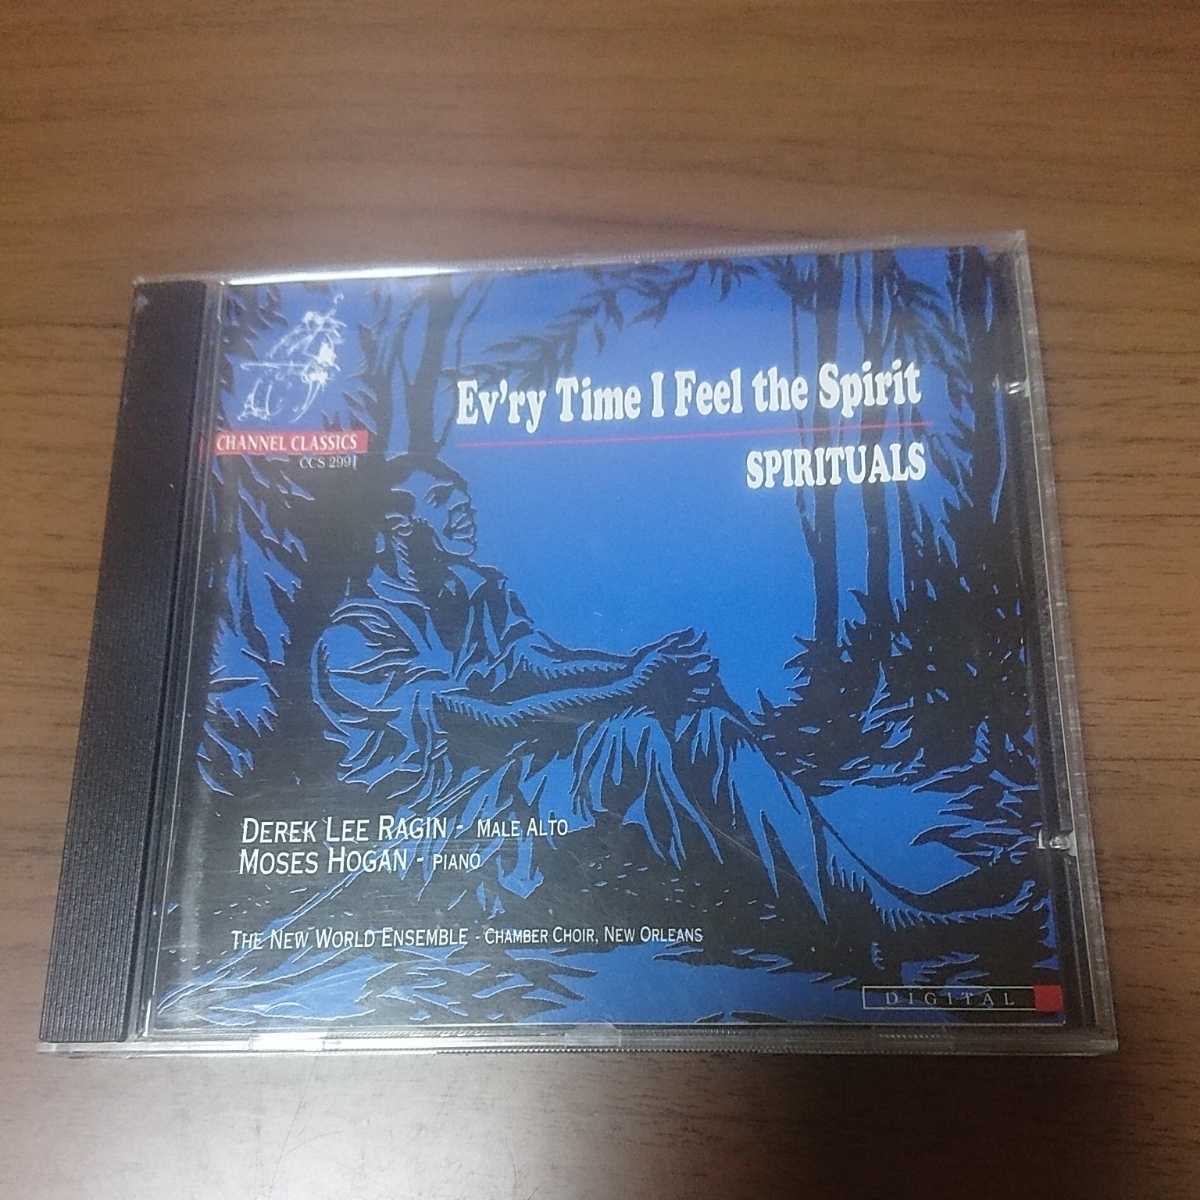 Ev'ry Time I Feel the Spirit
SPIRITUALS
CHANNEL CLASSICS
CCS 2991
DEREK LEE RAGIN - MALE ALTO
MOSES HOGAN - PIANO
THE NEW WORLD ENSEMBLE - CHAMBER CHOIR, NEW ORLEANS
DIGITAL